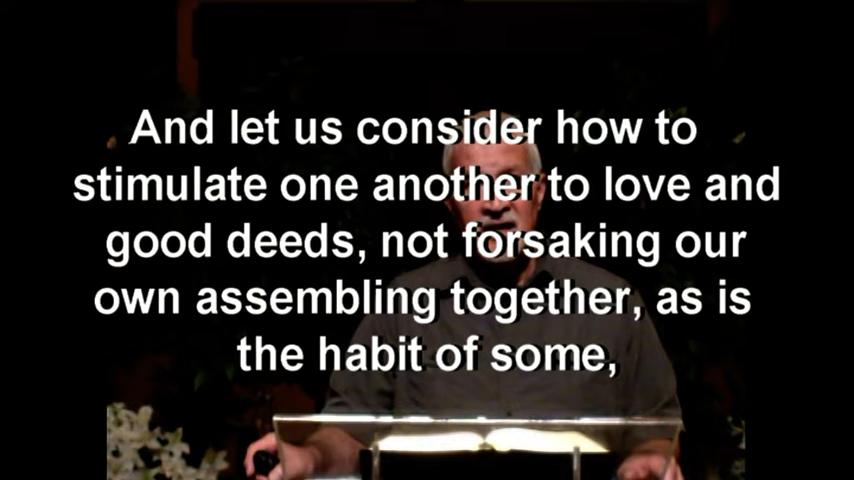 And let us consider how to
stimulate one another to love and
good deeds, not forsaking our
own assembling together, as is
the habit of some,